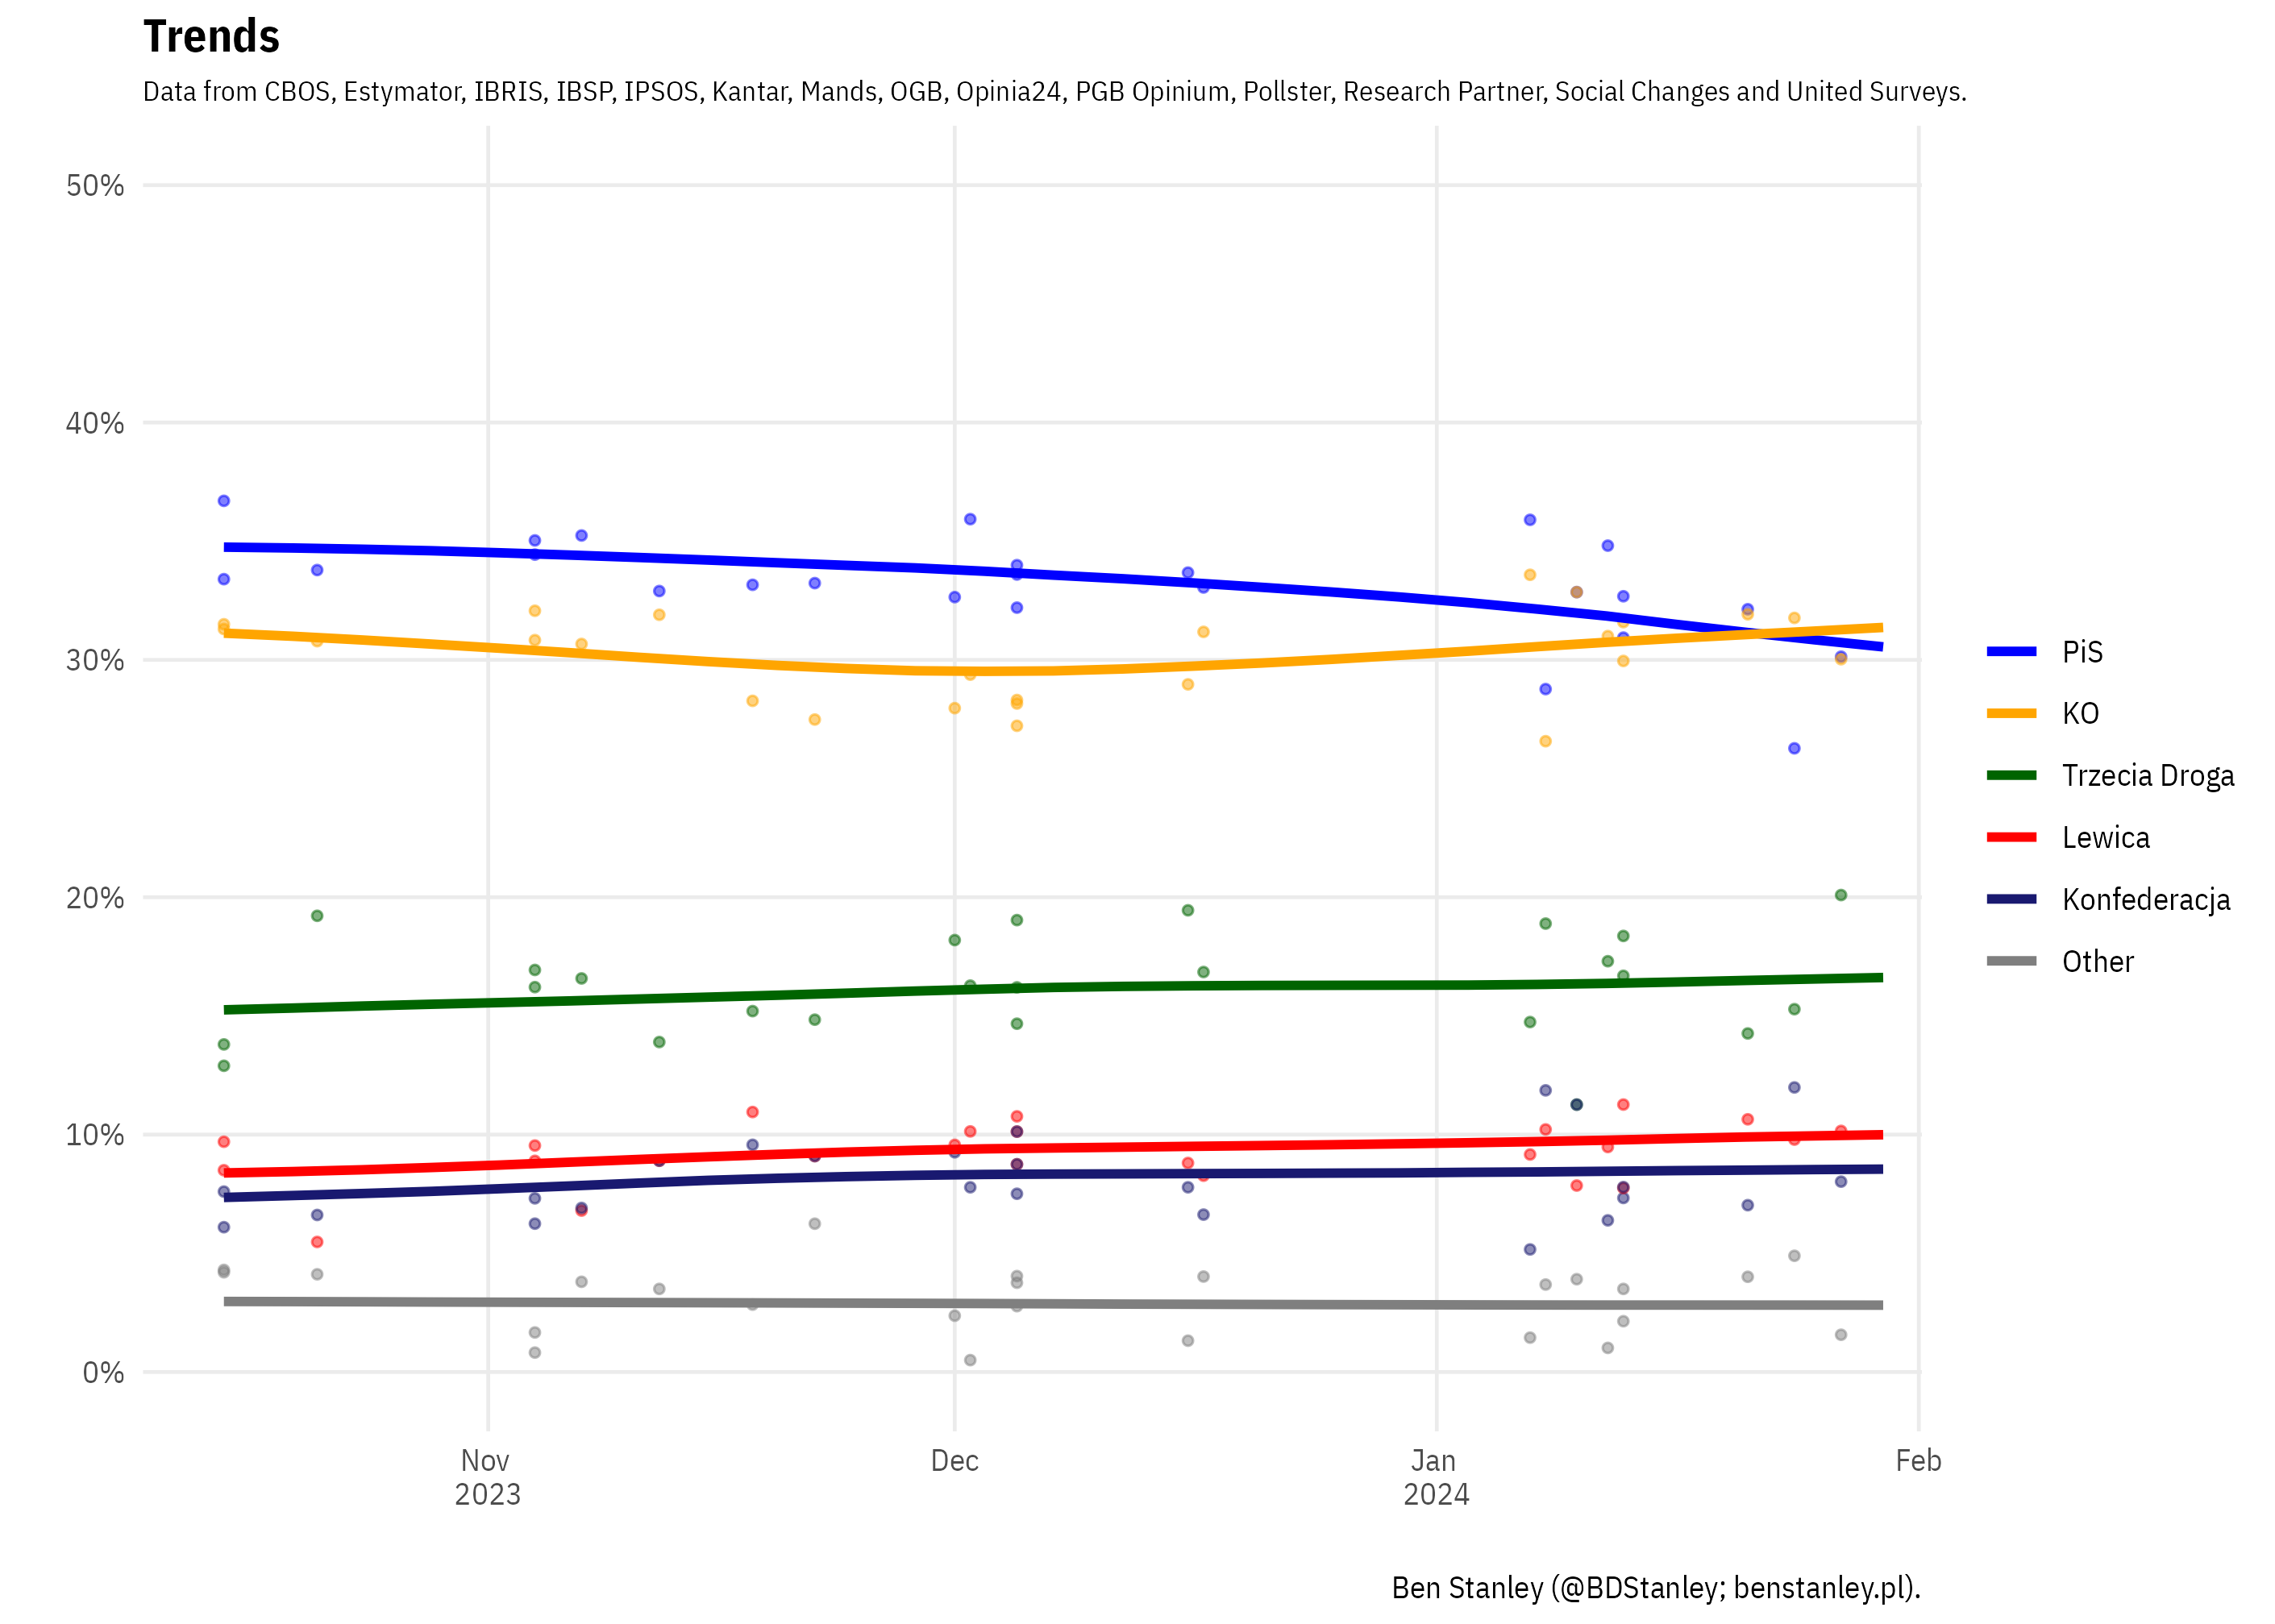 Trends
Data from CBOS, Estymator, IBRIS, IBSP, IPSOS, Kantar, Mands, OGB, Opinia24, PGB Opinium, Pollster, Research Partner, Social Changes and United Surveys.
50%
40%
30%
20%
10%
0%
Nov
2023
Dec
Jan
2024
Feb
PiS
KO
Trzecia Droga
Lewica
Konfederacja
Other
Ben Stanley (@BDStanley; benstanley.pl).